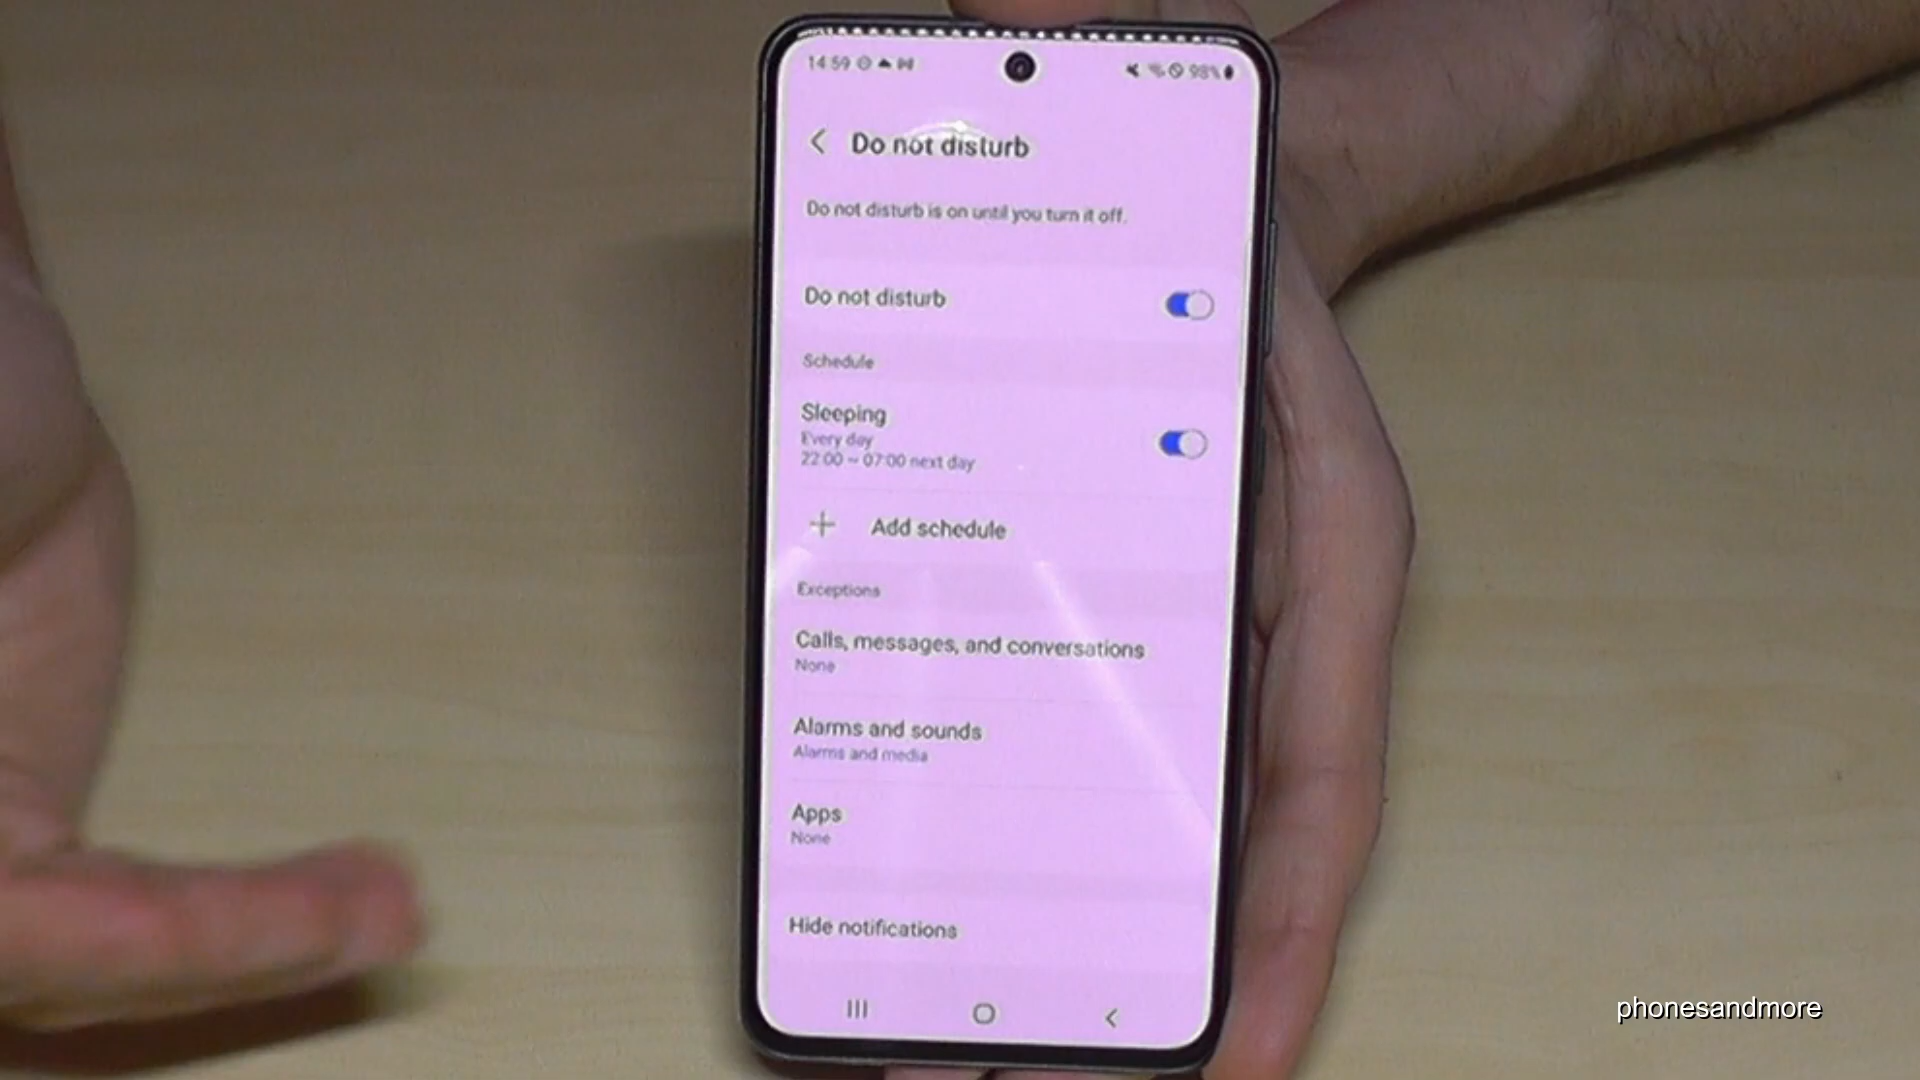 14:59
98%
Do not disturb
Do not disturb is on until you turn it off.
Do not disturb
Schedule
Sleeping
Every day
22:00 ~ 07:00 next day
Add schedule
Exceptions
Calls, messages, and conversations
None
Alarms and sounds
Alarms and media
Apps
None
Hide notifications
phonesandmore